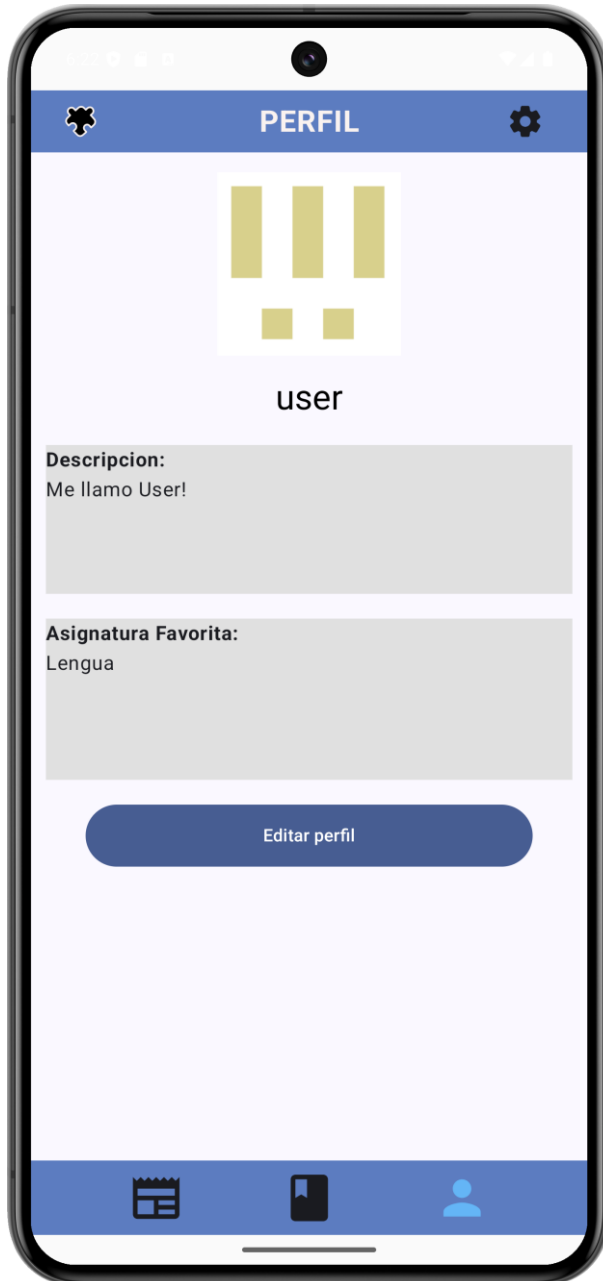 PERFIL
user
Descripcion:
Me llamo User!
Asignatura Favorita:
Lengua
Editar perfil